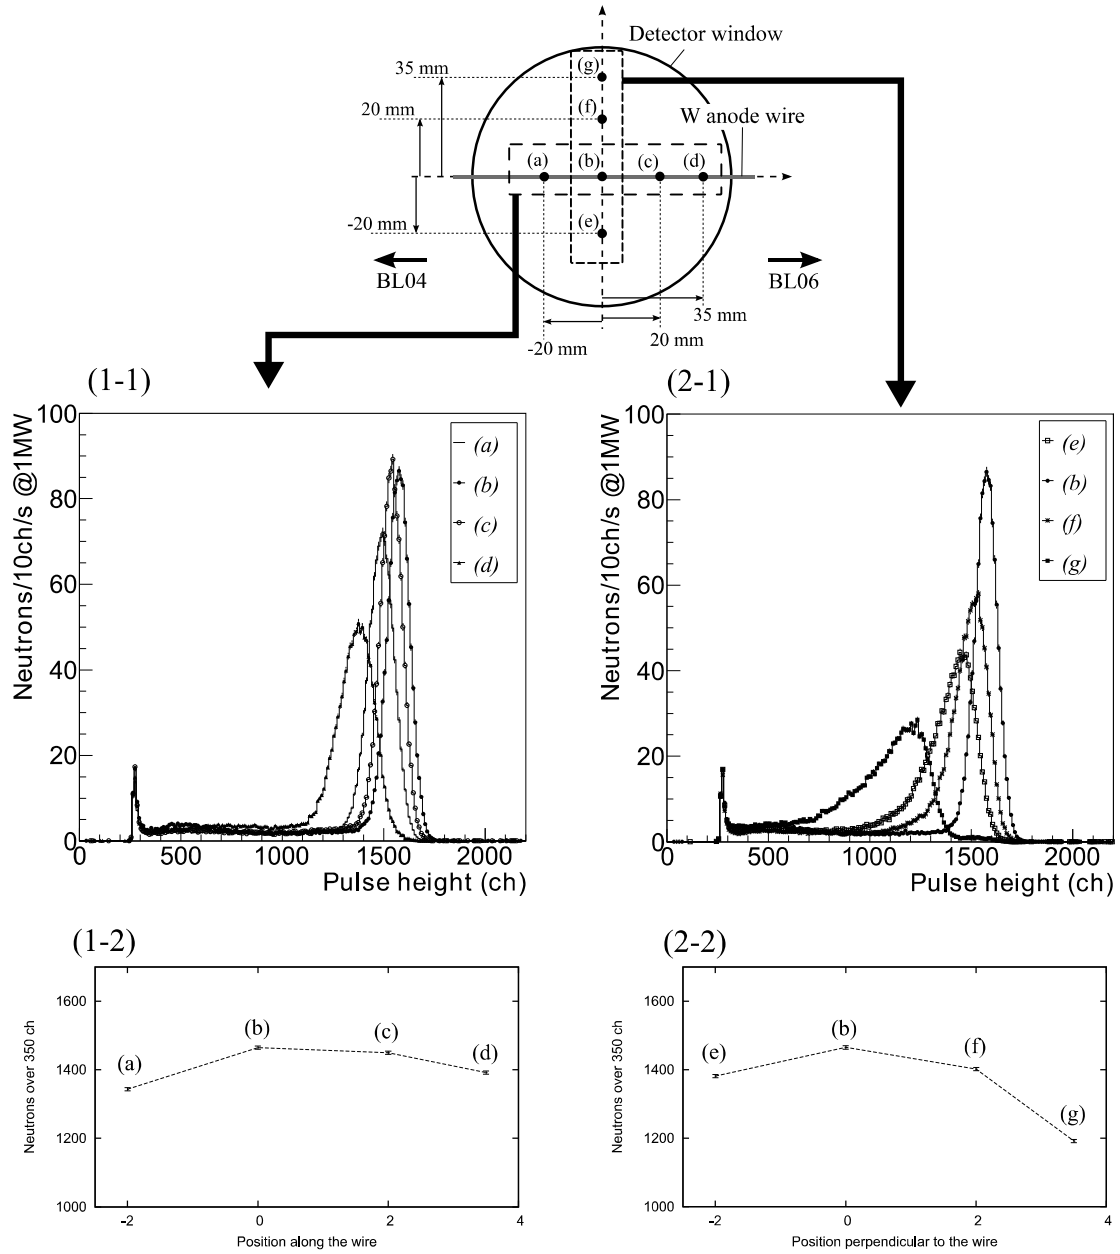 Detector window
(g)
35 mm
(f)
20 mm
W anode wire
(a)
(b)
(c)
(d)
(e)
-20 mm
BL04
BL06
35 mm
-20 mm
20 mm
(1-1)
Neutrons/10ch/s @1MW
100
80
60
40
20
0
0
500
1000
1500
2000
Pulse height (ch)
(a)
(b)
(c)
(d)
(2-1)
Neutrons/10ch/s @1MW
100
80
60
40
20
0
0
500
1000
1500
2000
Pulse height (ch)
(e)
(b)
(f)
(g)
(1-2)
Neutrons over 350 ch
1600
1400
1200
1000
(a)
(b)
(c)
(d)
-2
0
2
4
Position along the wire
(2-2)
Neutrons over 350 ch
1600
1400
1200
1000
(e)
(b)
(f)
(g)
-2
0
2
4
Position perpendicular to the wire